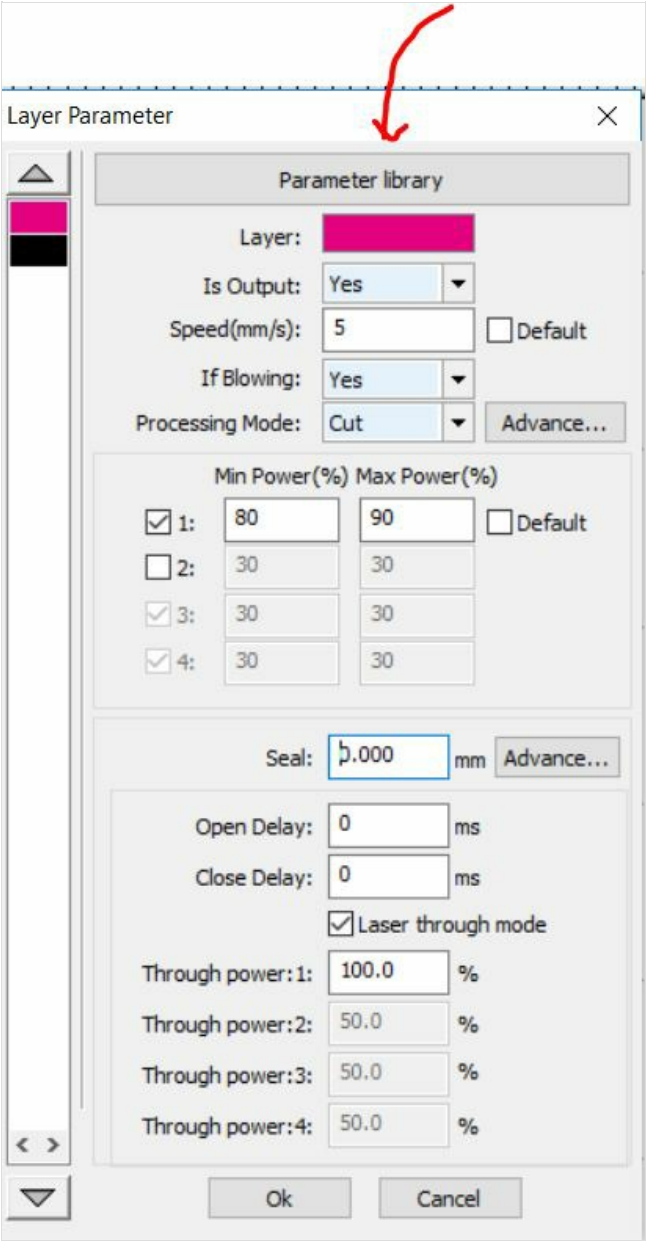 Layer Parameter
Parameter library
Layer:
Is Output: Yes
Speed(mm/s): 5 Default
If Blowing: Yes
Processing Mode: Cut Advance...
Min Power(%) Max Power(%)
1: 80 90 Default
2: 30 30
3: 30 30
4: 30 30
Seal: 0.000 mm Advance...
Open Delay: 0 ms
Close Delay: 0 ms
Laser through mode
Through power:1: 100.0 %
Through power:2: 50.0 %
Through power:3: 50.0 %
Through power:4: 50.0 %
Ok Cancel